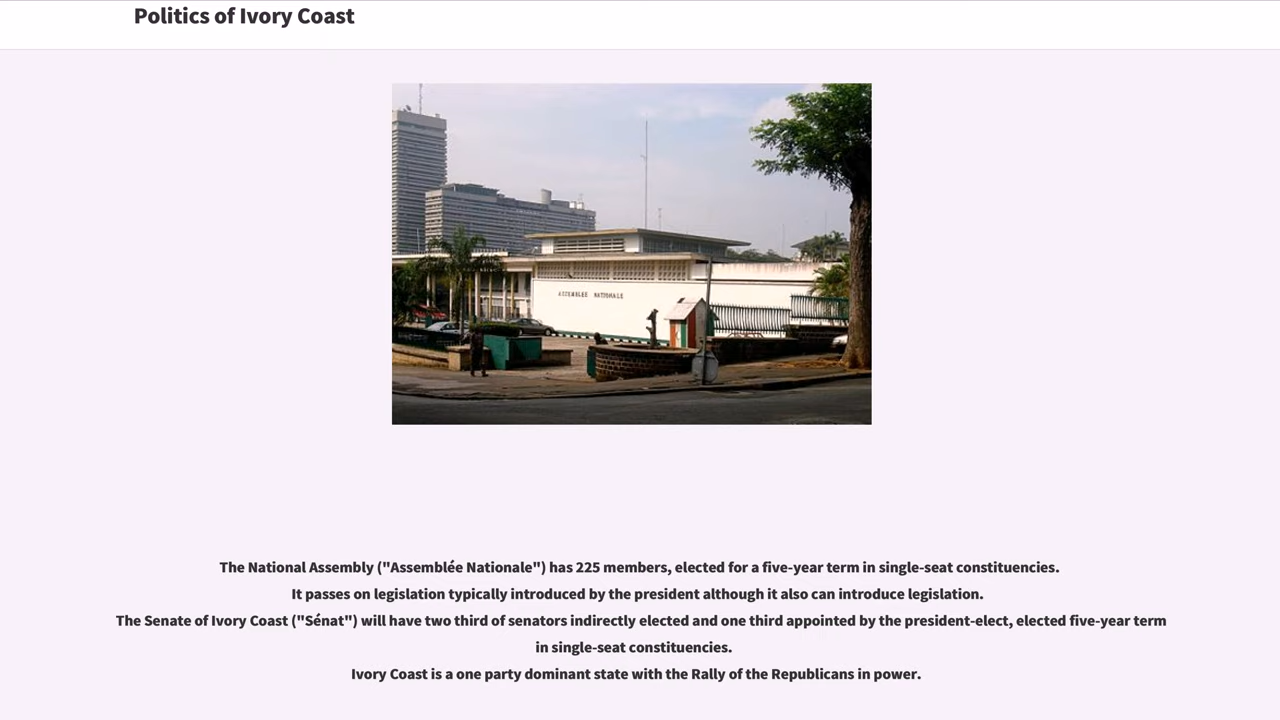 Politics of Ivory Coast
ASSEMBLEE NATIONALE
The National Assembly ("Assemblée Nationale") has 225 members, elected for a five-year term in single-seat constituencies.
It passes on legislation typically introduced by the president although it also can introduce legislation.
The Senate of Ivory Coast ("Sénat") will have two third of senators indirectly elected and one third appointed by the president-elect, elected five-year term
in single-seat constituencies.
Ivory Coast is a one party dominant state with the Rally of the Republicans in power.